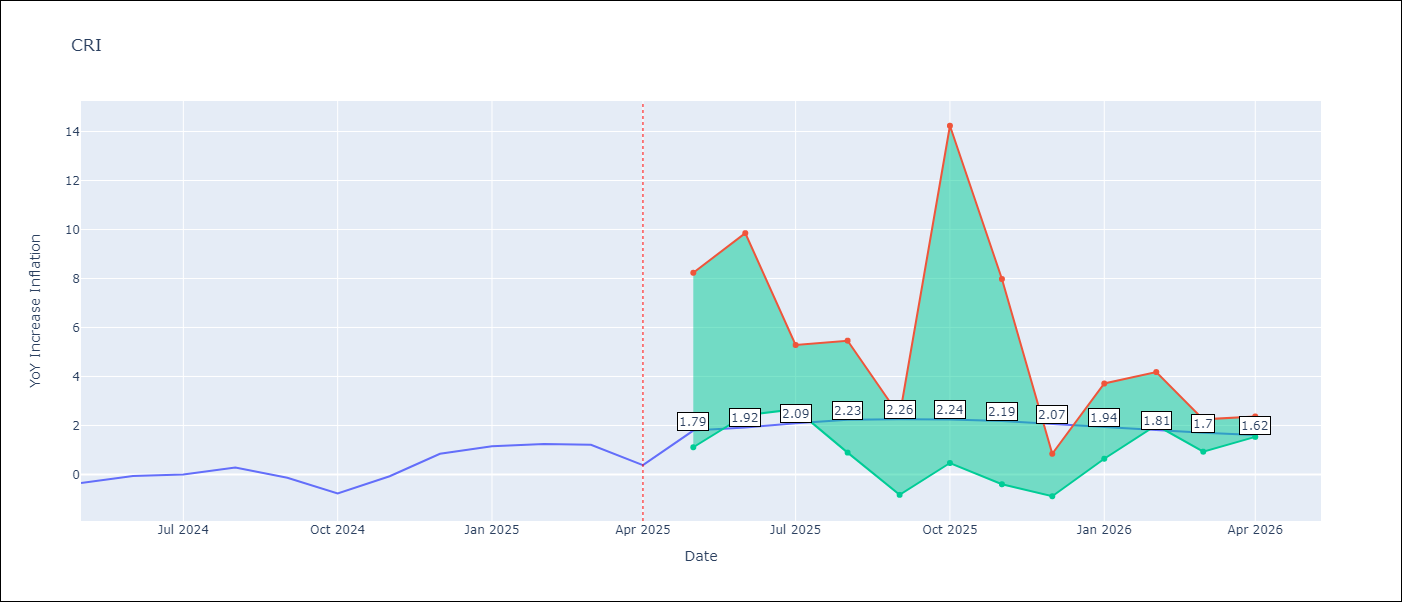 CRI
14
12
10
8
6
4
2
0
YoY Increase Inflation
1.79
1.92
2.09
2.23
2.26
2.24
2.19
2.07
1.94
1.81
1.7
1.62
Jul 2024
Oct 2024
Jan 2025
Apr 2025
Jul 2025
Oct 2025
Jan 2026
Apr 2026
Date